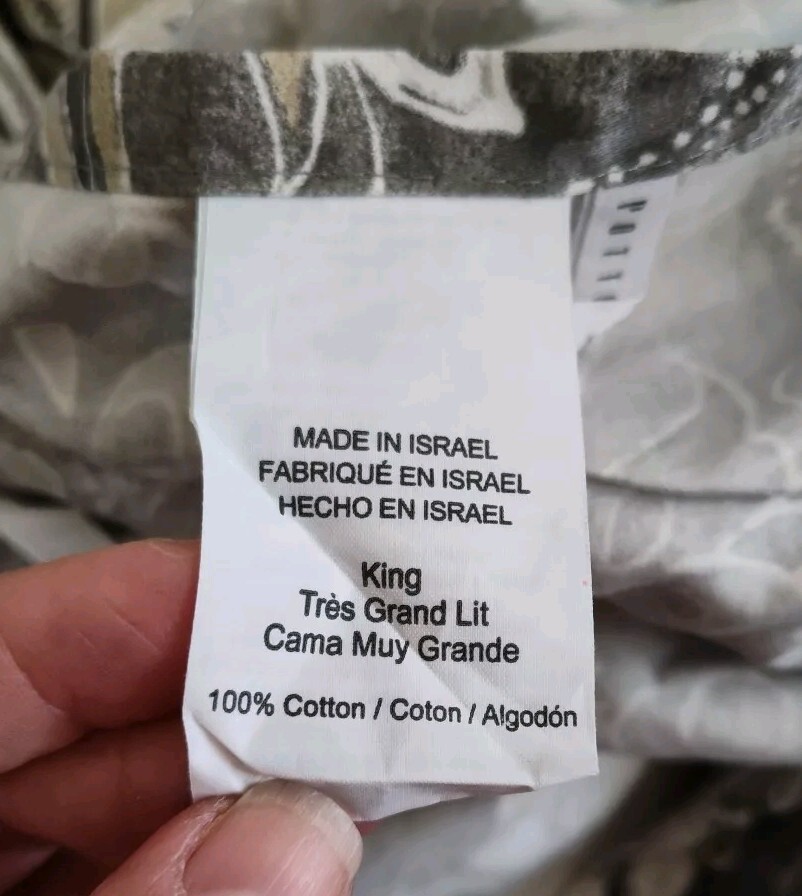 MADE IN ISRAEL
FABRIQUÉ EN ISRAEL
HECHO EN ISRAEL
King
Très Grand Lit
Cama Muy Grande
100% Cotton / Coton / Algodón